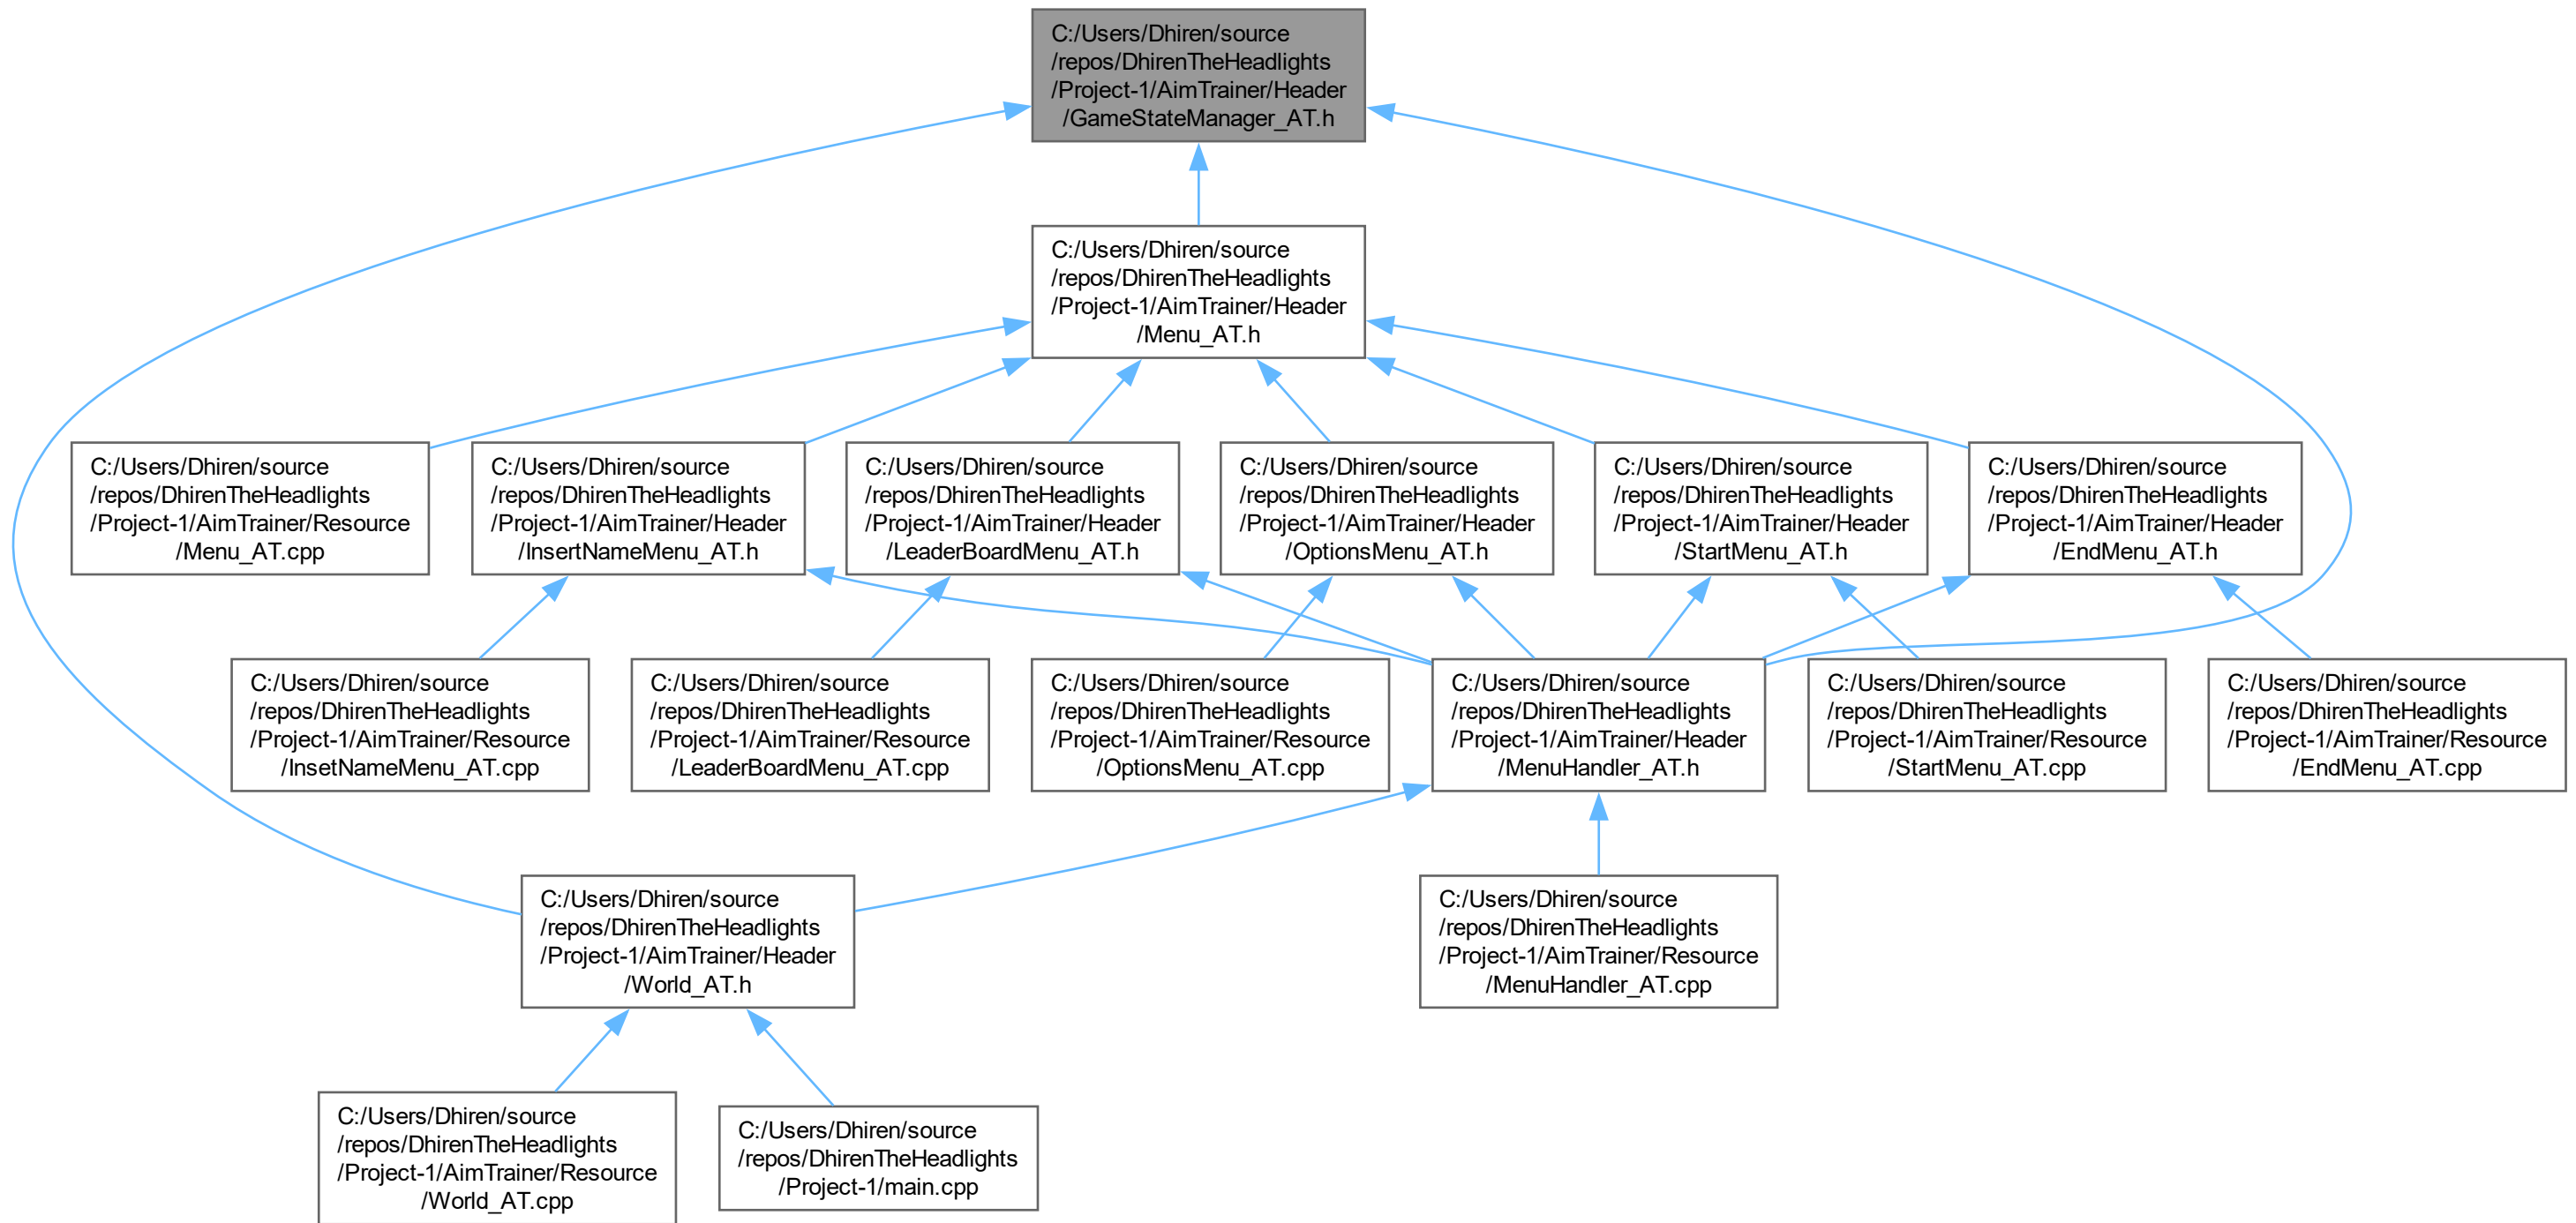 C:/Users/Dhiren/source
/repos/DhirenTheHeadlights
/Project-1/AimTrainer/Header
/GameStateManager_AT.h
C:/Users/Dhiren/source
/repos/DhirenTheHeadlights
/Project-1/AimTrainer/Header
/Menu_AT.h
C:/Users/Dhiren/source
/repos/DhirenTheHeadlights
/Project-1/AimTrainer/Resource
/Menu_AT.cpp
C:/Users/Dhiren/source
/repos/DhirenTheHeadlights
/Project-1/AimTrainer/Header
/InsertNameMenu_AT.h
C:/Users/Dhiren/source
/repos/DhirenTheHeadlights
/Project-1/AimTrainer/Header
/LeaderBoardMenu_AT.h
C:/Users/Dhiren/source
/repos/DhirenTheHeadlights
/Project-1/AimTrainer/Header
/OptionsMenu_AT.h
C:/Users/Dhiren/source
/repos/DhirenTheHeadlights
/Project-1/AimTrainer/Header
/StartMenu_AT.h
C:/Users/Dhiren/source
/repos/DhirenTheHeadlights
/Project-1/AimTrainer/Header
/EndMenu_AT.h
C:/Users/Dhiren/source
/repos/DhirenTheHeadlights
/Project-1/AimTrainer/Resource
/InsetNameMenu_AT.cpp
C:/Users/Dhiren/source
/repos/DhirenTheHeadlights
/Project-1/AimTrainer/Resource
/LeaderBoardMenu_AT.cpp
C:/Users/Dhiren/source
/repos/DhirenTheHeadlights
/Project-1/AimTrainer/Resource
/OptionsMenu_AT.cpp
C:/Users/Dhiren/source
/repos/DhirenTheHeadlights
/Project-1/AimTrainer/Header
/MenuHandler_AT.h
C:/Users/Dhiren/source
/repos/DhirenTheHeadlights
/Project-1/AimTrainer/Resource
/StartMenu_AT.cpp
C:/Users/Dhiren/source
/repos/DhirenTheHeadlights
/Project-1/AimTrainer/Resource
/EndMenu_AT.cpp
C:/Users/Dhiren/source
/repos/DhirenTheHeadlights
/Project-1/AimTrainer/Header
/World_AT.h
C:/Users/Dhiren/source
/repos/DhirenTheHeadlights
/Project-1/AimTrainer/Resource
/MenuHandler_AT.cpp
C:/Users/Dhiren/source
/repos/DhirenTheHeadlights
/Project-1/AimTrainer/Resource
/World_AT.cpp
C:/Users/Dhiren/source
/repos/DhirenTheHeadlights
/Project-1/main.cpp